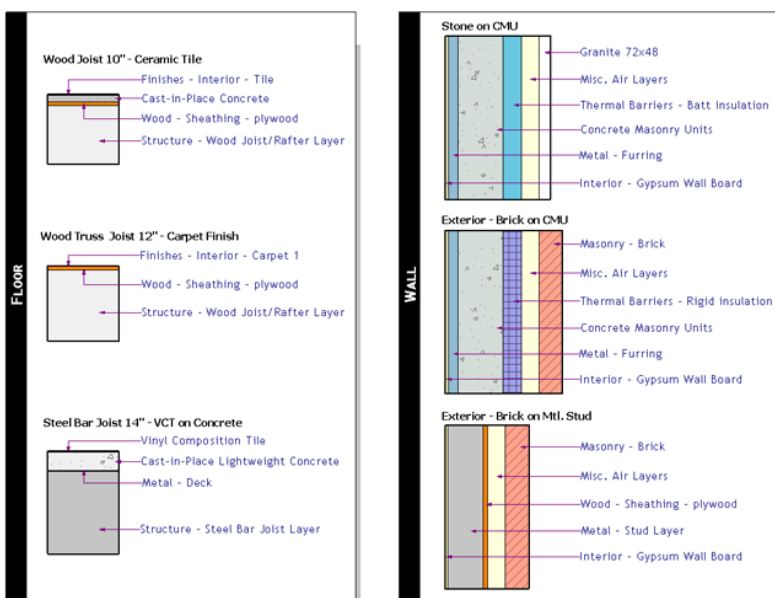 FLOOR
Wood Joist 10" - Ceramic Tile
Finishes - Interior - Tile
Cast-in-Place Concrete
Wood - Sheathing - plywood
Structure - Wood Joist/Rafter Layer
Wood Truss Joist 12" - Carpet Finish
Finishes - Interior - Carpet 1
Wood - Sheathing - plywood
Structure - Wood Joist/Rafter Layer
Steel Bar Joist 14" - VCT on Concrete
Vinyl Composition Tile
Cast-in-Place Lightweight Concrete
Metal - Deck
Structure - Steel Bar Joist Layer
WALL
Stone on CMU
Granite 72x48
Misc. Air Layers
Thermal Barriers - Batt insulation
Concrete Masonry Units
Metal - Furring
Interior - Gypsum Wall Board
Exterior - Brick on CMU
Masonry - Brick
Misc. Air Layers
Thermal Barriers - Rigid insulation
Concrete Masonry Units
Metal - Furring
Interior - Gypsum Wall Board
Exterior - Brick on Mtl. Stud
Masonry - Brick
Misc. Air Layers
Wood - Sheathing - plywood
Metal - Stud Layer
Interior - Gypsum Wall Board